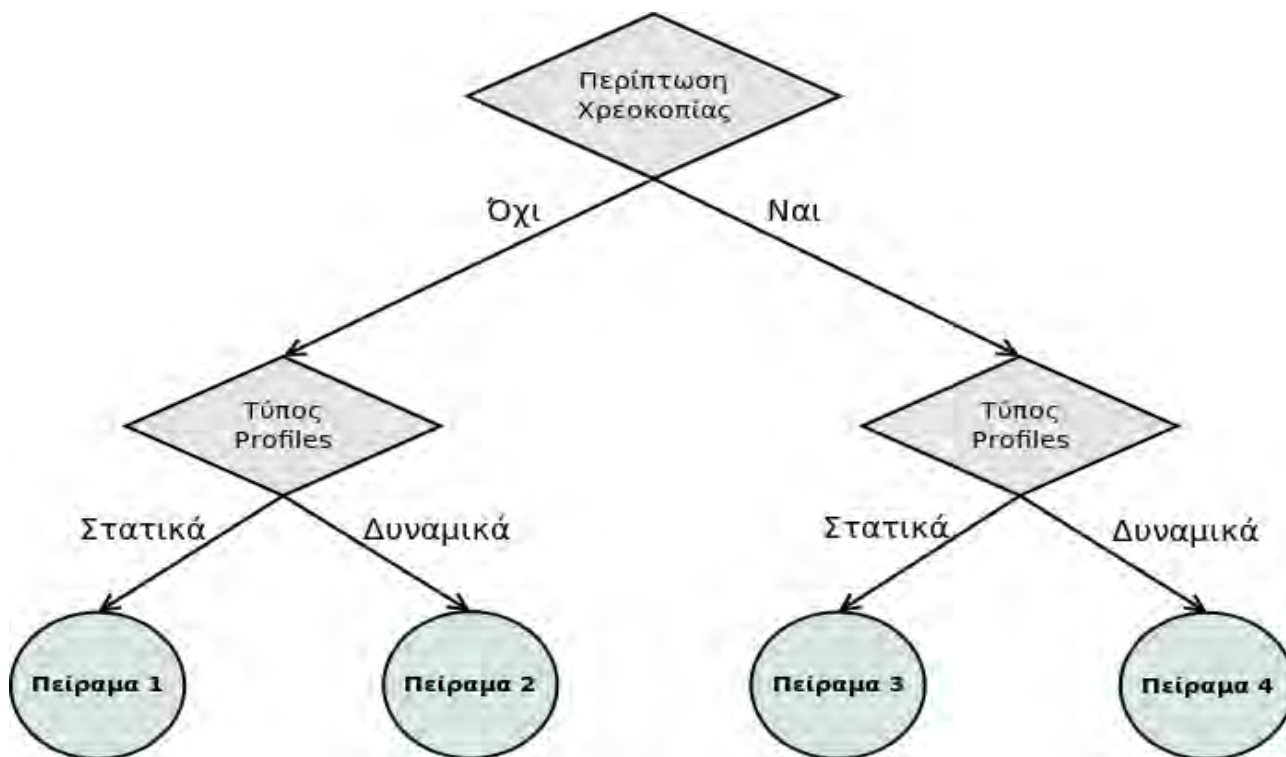 Περίπτωση
Χρεοκοπίας
Όχι
Ναι
Τύπος
Profiles
Τύπος
Profiles
Στατικά
Δυναμικά
Στατικά
Δυναμικά
Πείραμα 1
Πείραμα 2
Πείραμα 3
Πείραμα 4